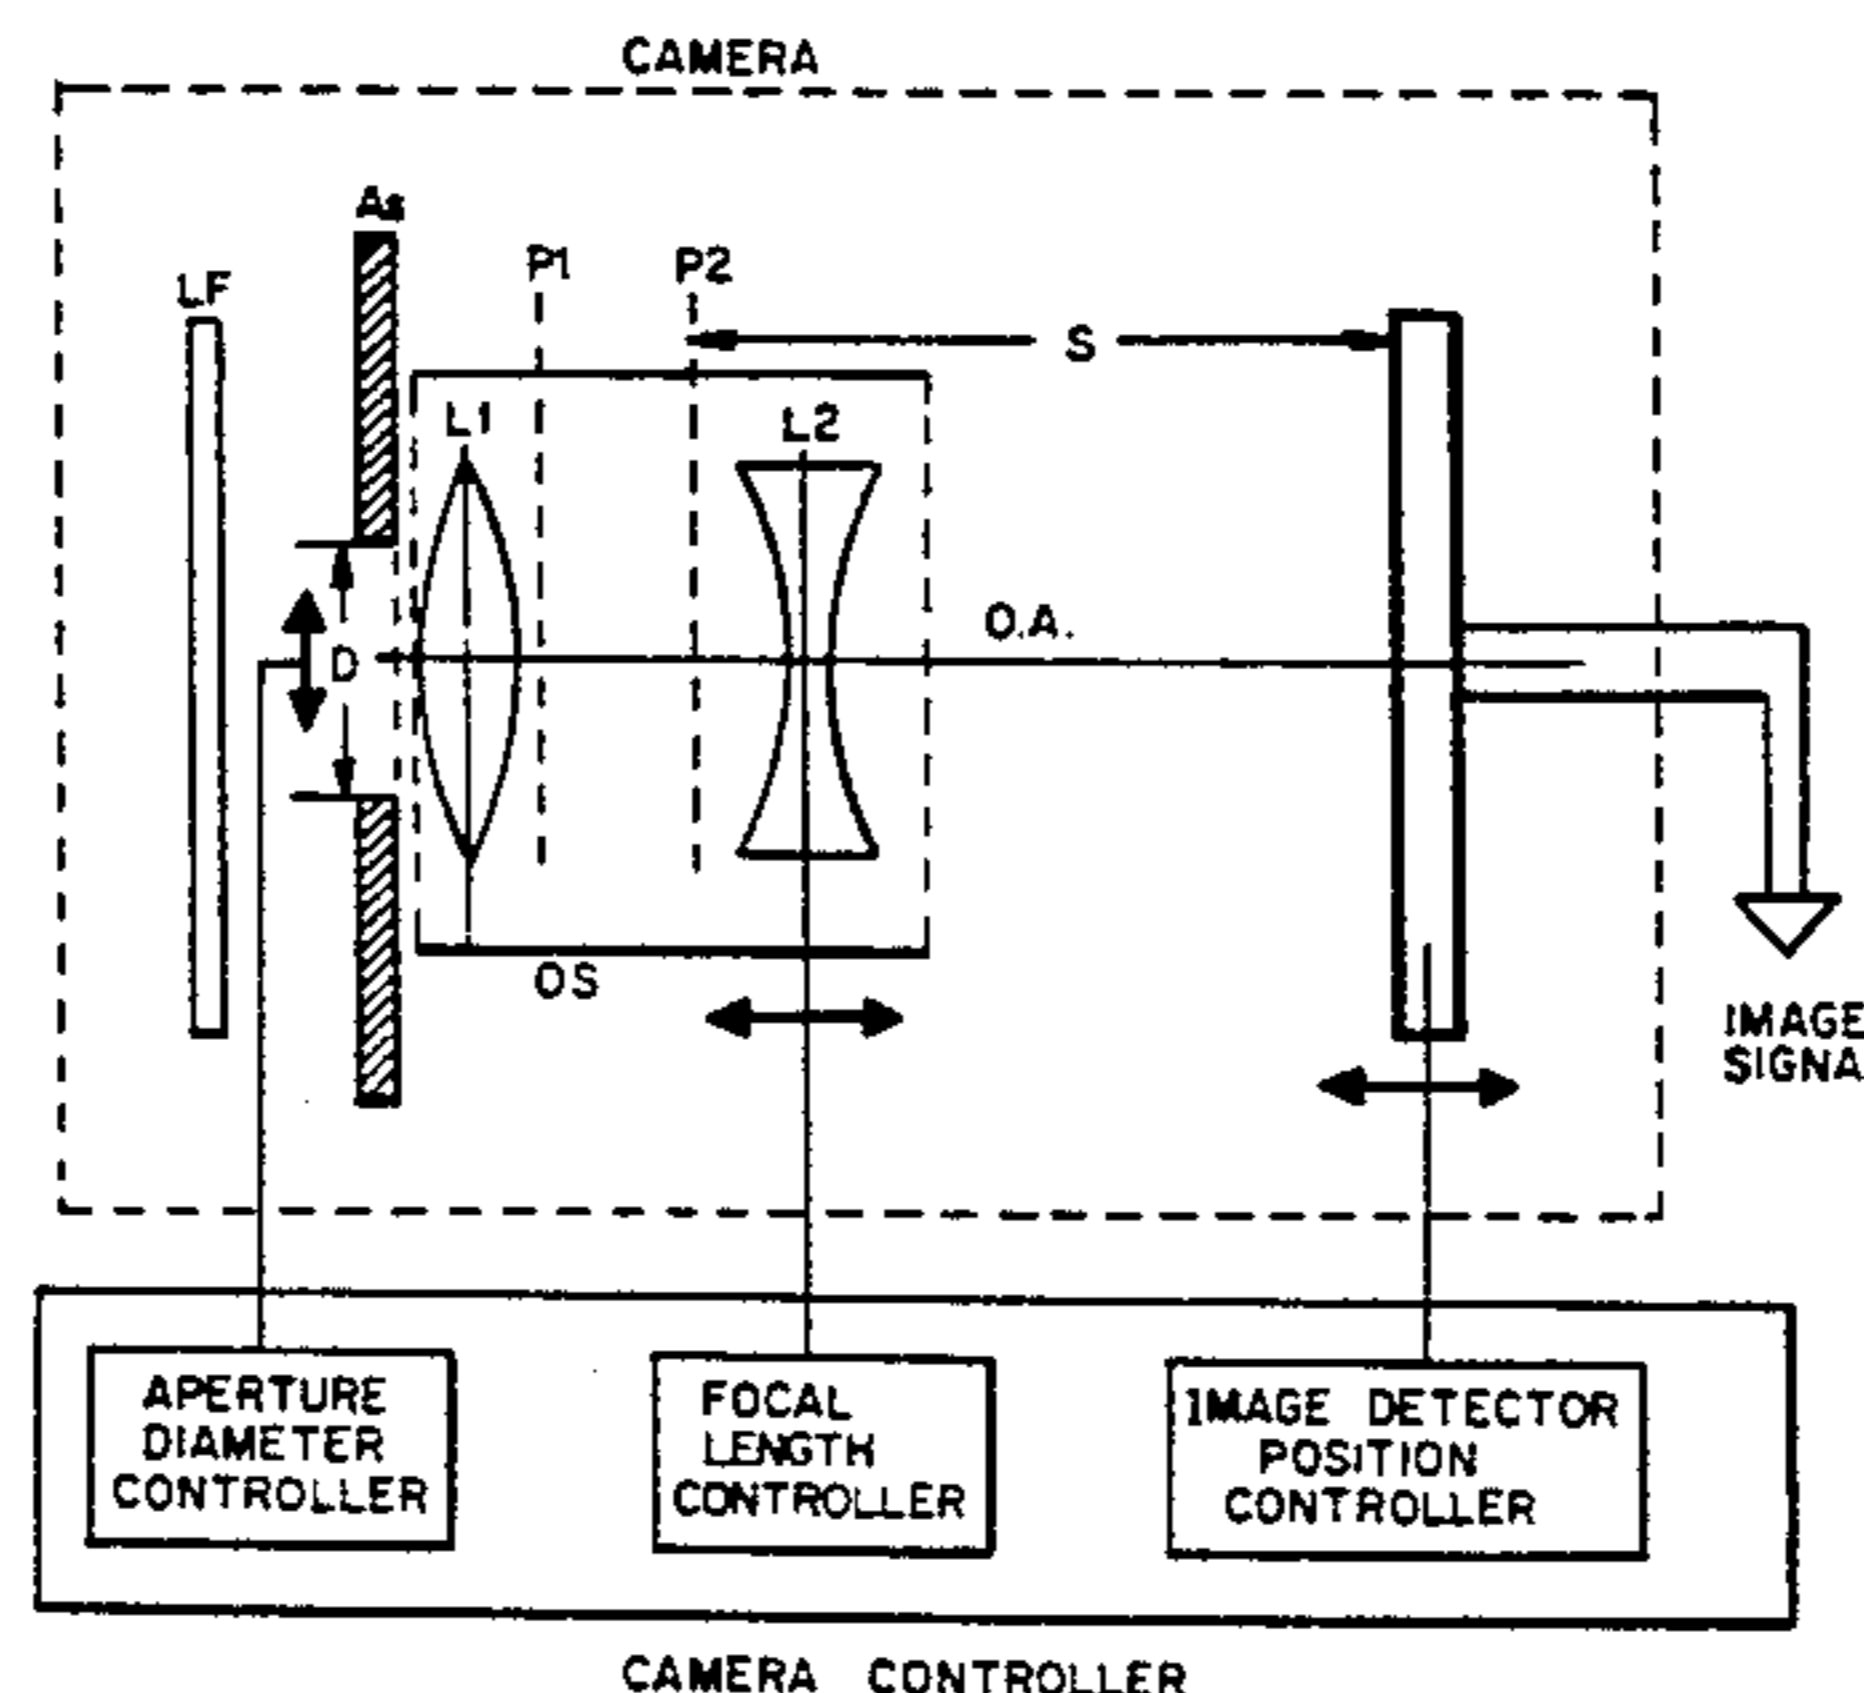 CAMERA
As
LF
P1
P2
S
L1
L2
O.A.
D
OS
IMAGE
SIGNA
APERTURE
DIAMETER
CONTROLLER
FOCAL
LENGTH
CONTROLLER
IMAGE DETECTOR
POSITION
CONTROLLER
CAMERA CONTROLLER